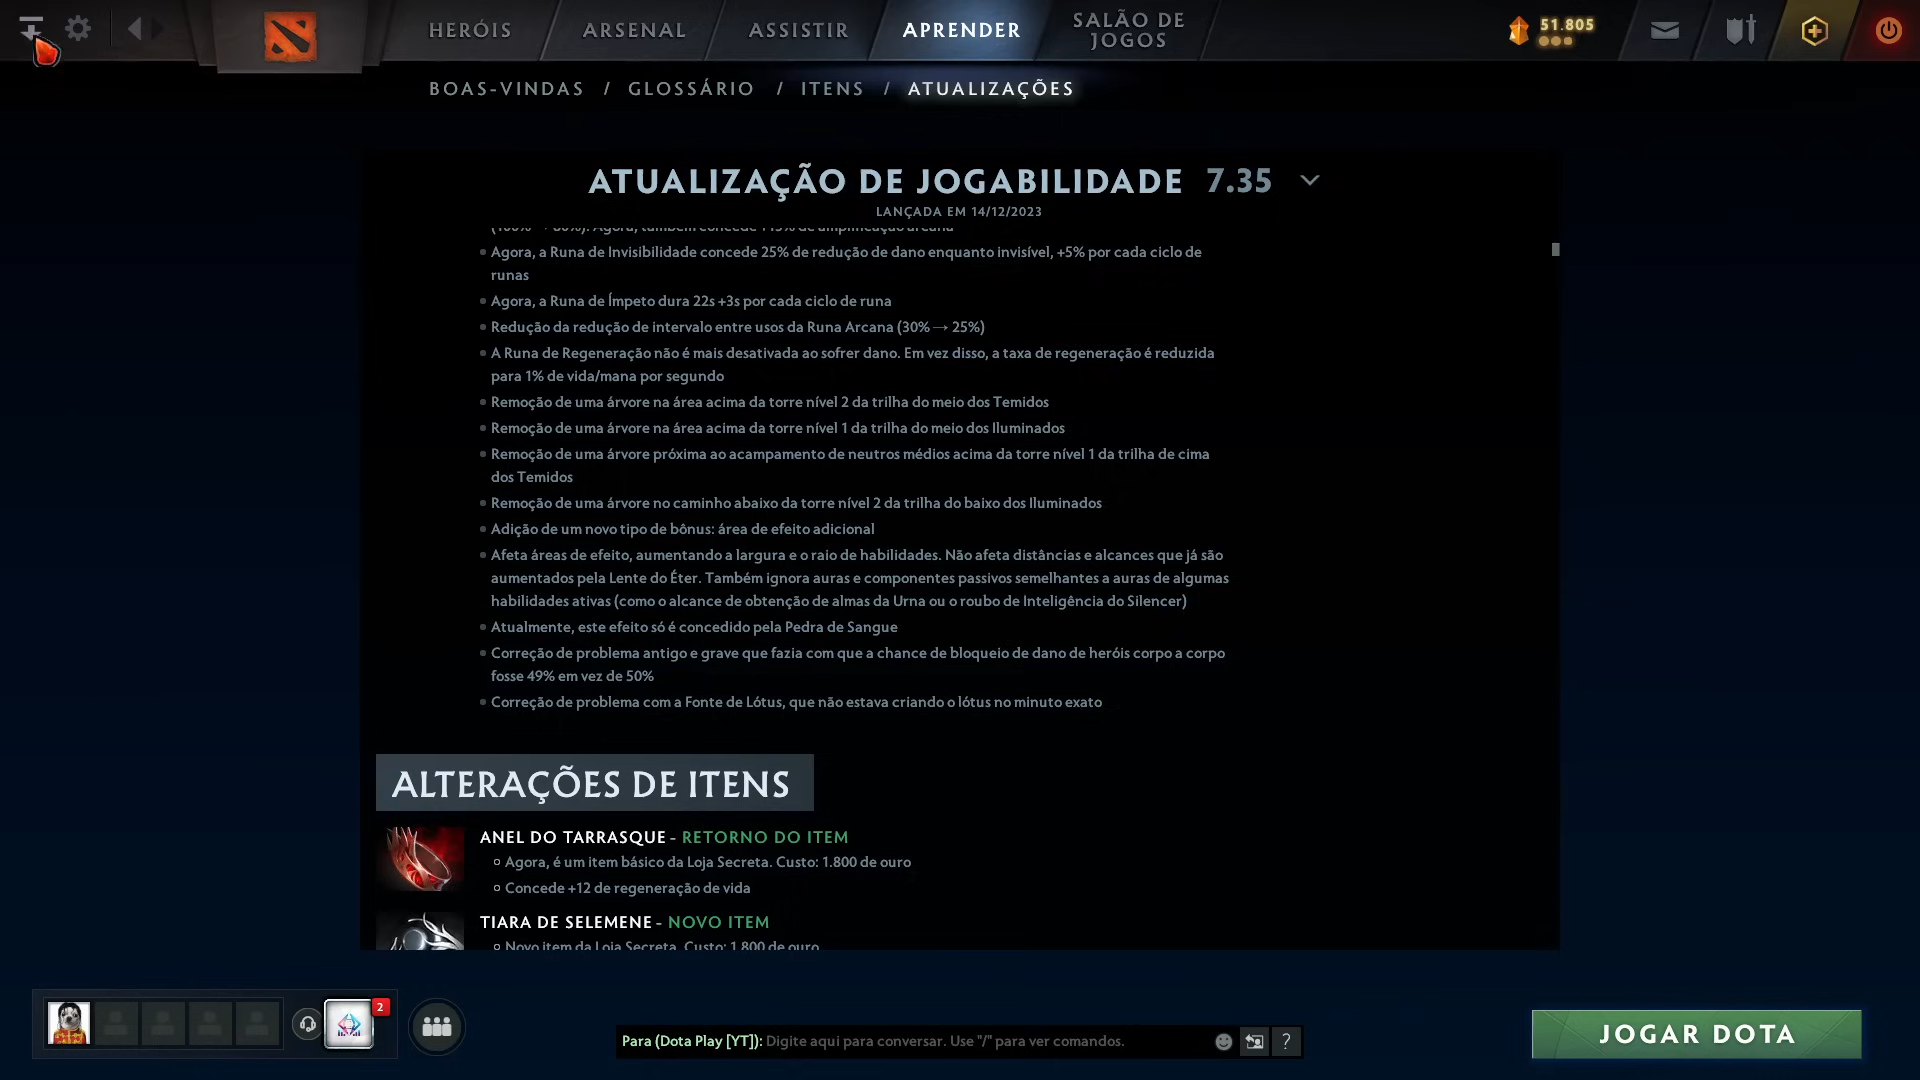 HERÓIS
ARSENAL
ASSISTIR
APRENDER
SALÃO DE
JOGOS
51.805
BOAS-VINDAS / GLOSSÁRIO / ITENS / ATUALIZAÇÕES
ATUALIZAÇÃO DE JOGABILIDADE 7.35
LANÇADA EM 14/12/2023
Agora, também concede +15% de amplificação arcana
Agora, a Runa de Invisibilidade concede 25% de redução de dano enquanto invisível, +5% por cada ciclo de
runas
Agora, a Runa de Ímpeto dura 22s +3s por cada ciclo de runa
Redução da redução de intervalo entre usos da Runa Arcana (30% → 25%)
A Runa de Regeneração não é mais desativada ao sofrer dano. Em vez disso, a taxa de regeneração é reduzida
para 1% de vida/mana por segundo
Remoção de uma árvore na área acima da torre nível 2 da trilha do meio dos Temidos
Remoção de uma árvore na área acima da torre nível 1 da trilha do meio dos Iluminados
Remoção de uma árvore próxima ao acampamento de neutros médios acima da torre nível 1 da trilha de cima
dos Temidos
Remoção de uma árvore no caminho abaixo da torre nível 2 da trilha do baixo dos Iluminados
Adição de um novo tipo de bônus: área de efeito adicional
Afeta áreas de efeito, aumentando a largura e o raio de habilidades. Não afeta distâncias e alcances que já são
aumentados pela Lente do Éter. Também ignora auras e componentes passivos semelhantes a auras de algumas
habilidades ativas (como o alcance de obtenção de almas da Urna ou o roubo de Inteligência do Silencer)
Atualmente, este efeito só é concedido pela Pedra de Sangue
Correção de problema antigo e grave que fazia com que a chance de bloqueio de dano de heróis corpo a corpo
fosse 49% em vez de 50%
Correção de problema com a Fonte de Lótus, que não estava criando o lótus no minuto exato
ALTERAÇÕES DE ITENS
ANEL DO TARRASQUE - RETORNO DO ITEM
Agora, é um item básico da Loja Secreta. Custo: 1.800 de ouro
Concede +12 de regeneração de vida
TIARA DE SELEMENE - NOVO ITEM
Novo item da Loja Secreta. Custo: 1.800 de ouro
2
Para (Dota Play [YT]): Digite aqui para conversar. Use "/" para ver comandos.
?
JOGAR DOTA